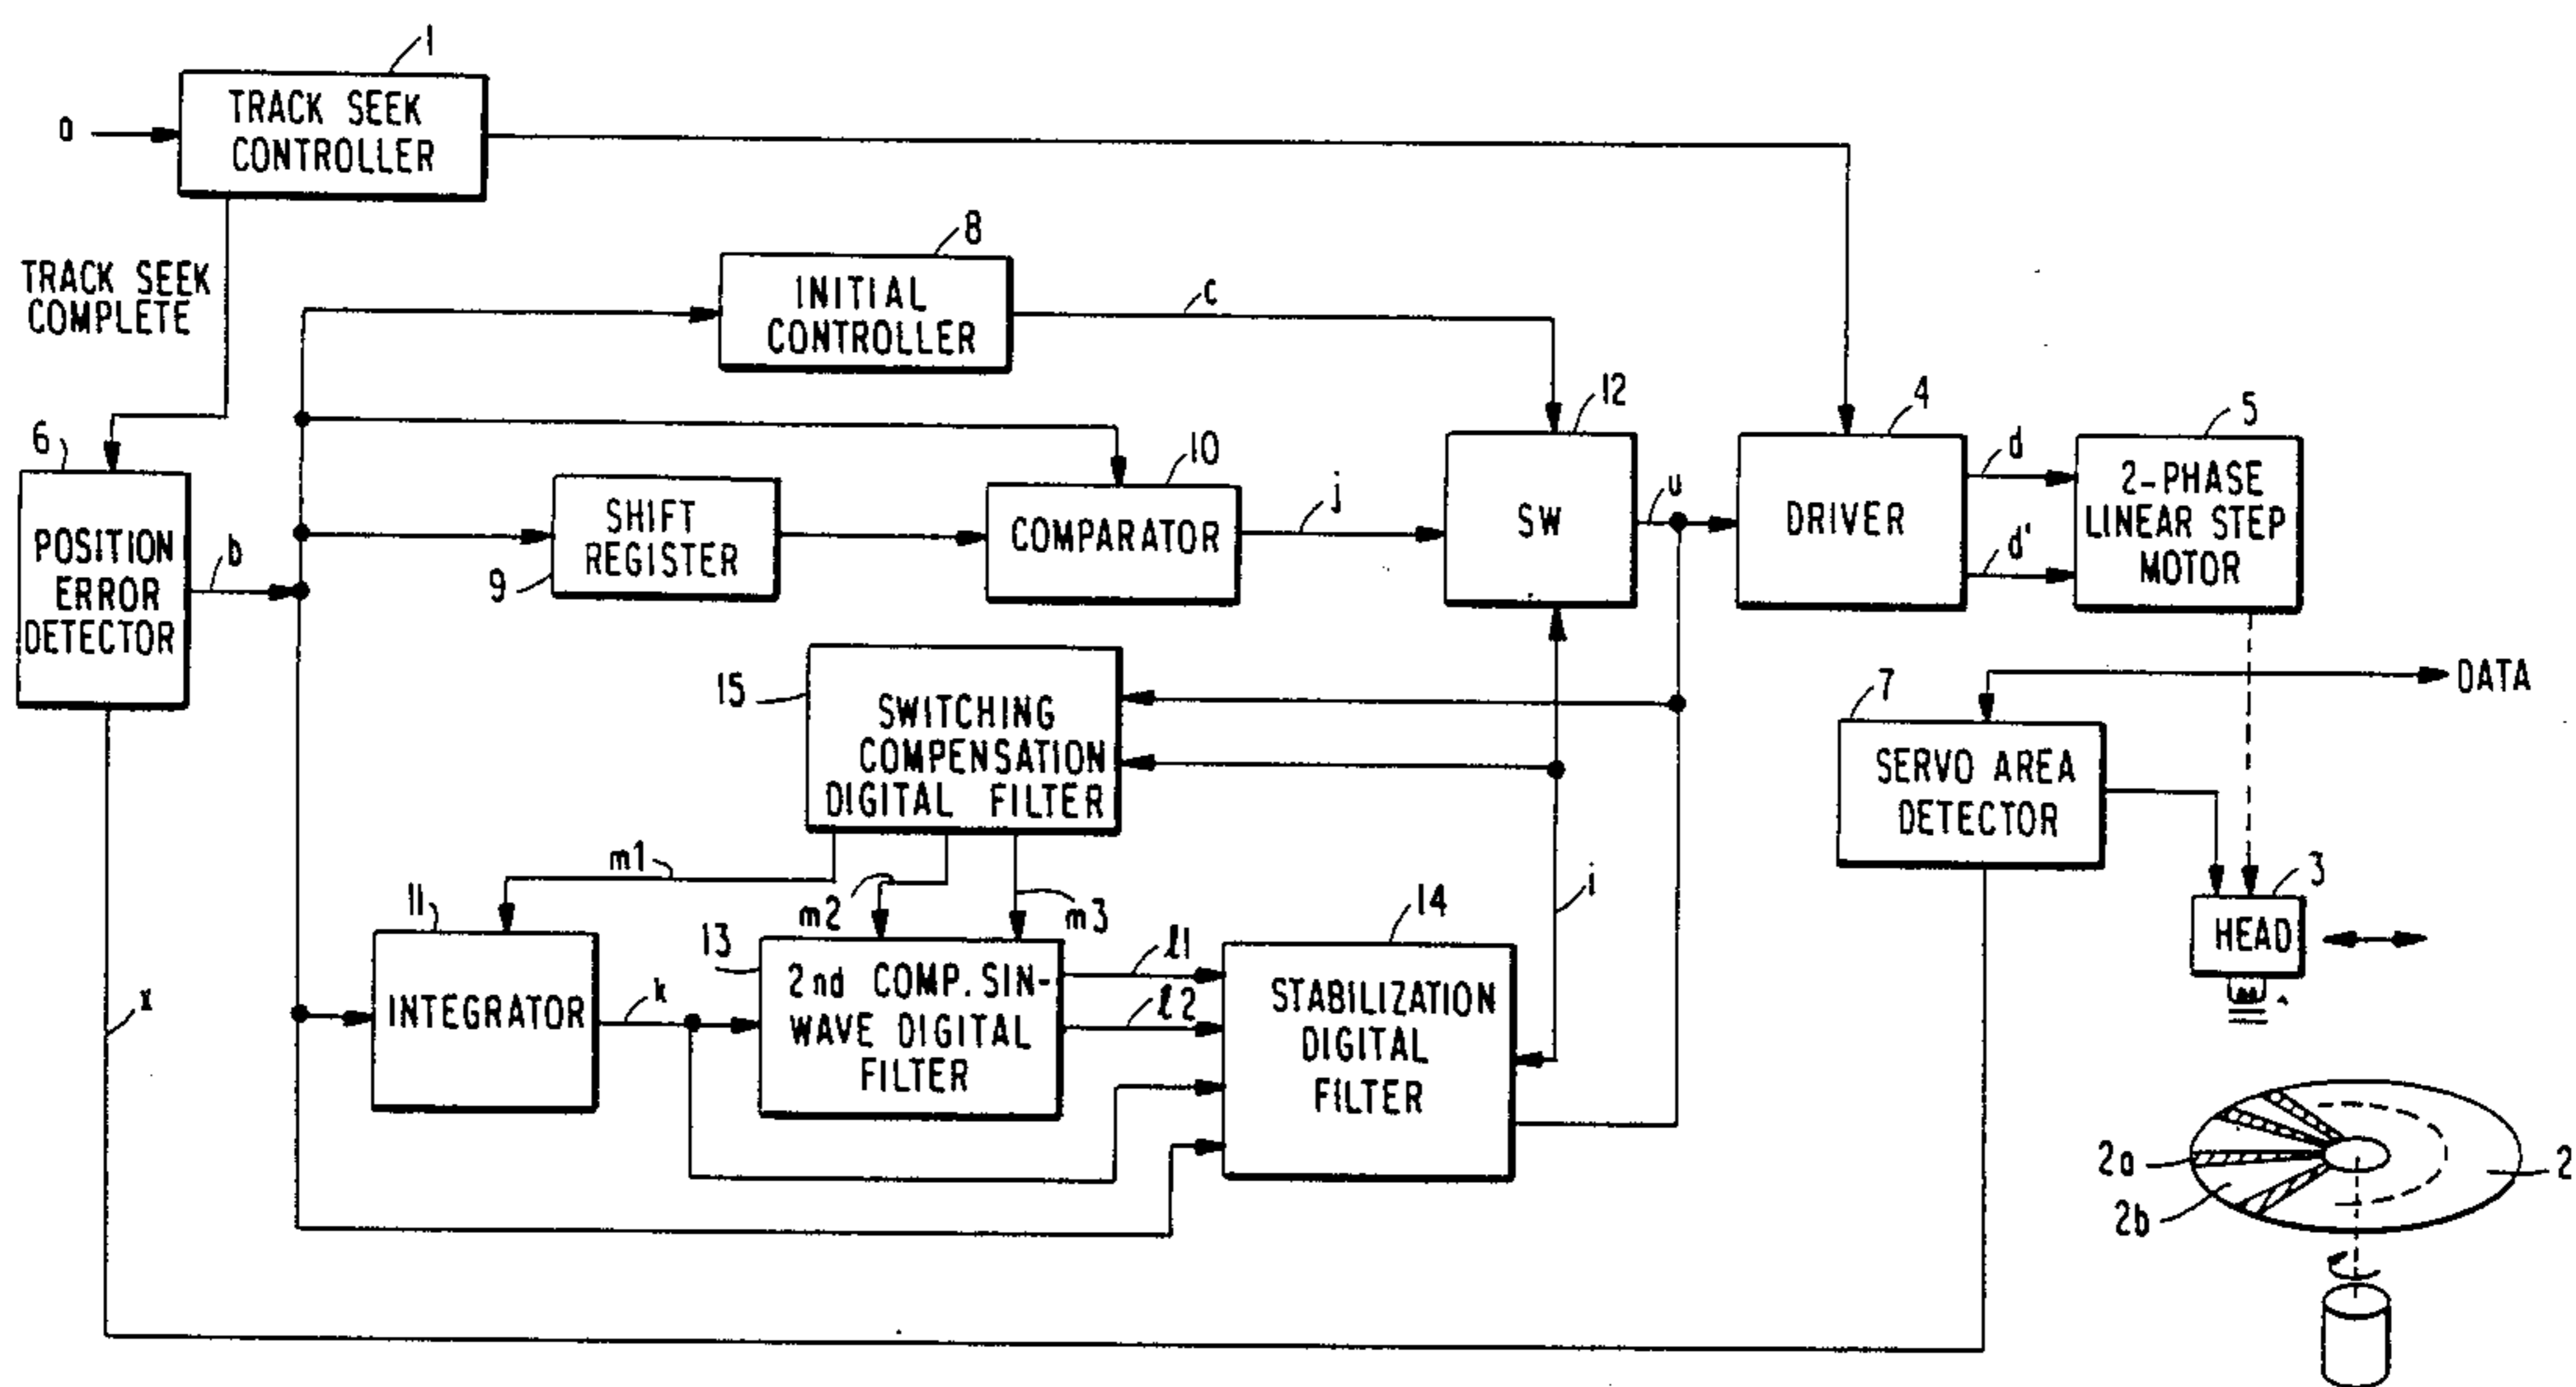 1
TRACK SEEK
CONTROLLER
a
TRACK SEEK
COMPLETE
8
INITIAL
CONTROLLER
c
6
POSITION
ERROR
DETECTOR
b
SHIFT
REGISTER
9
10
COMPARATOR
j
12
SW
u
4
DRIVER
d
d'
5
2-PHASE
LINEAR STEP
MOTOR
15
SWITCHING
COMPENSATION
DIGITAL FILTER
7
SERVO AREA
DETECTOR
DATA
m1
m2
m3
i
11
INTEGRATOR
k
13
2nd COMP. SIN-
WAVE DIGITAL
FILTER
ℓ1
ℓ2
14
STABILIZATION
DIGITAL
FILTER
3
HEAD
x
2a
2b
2